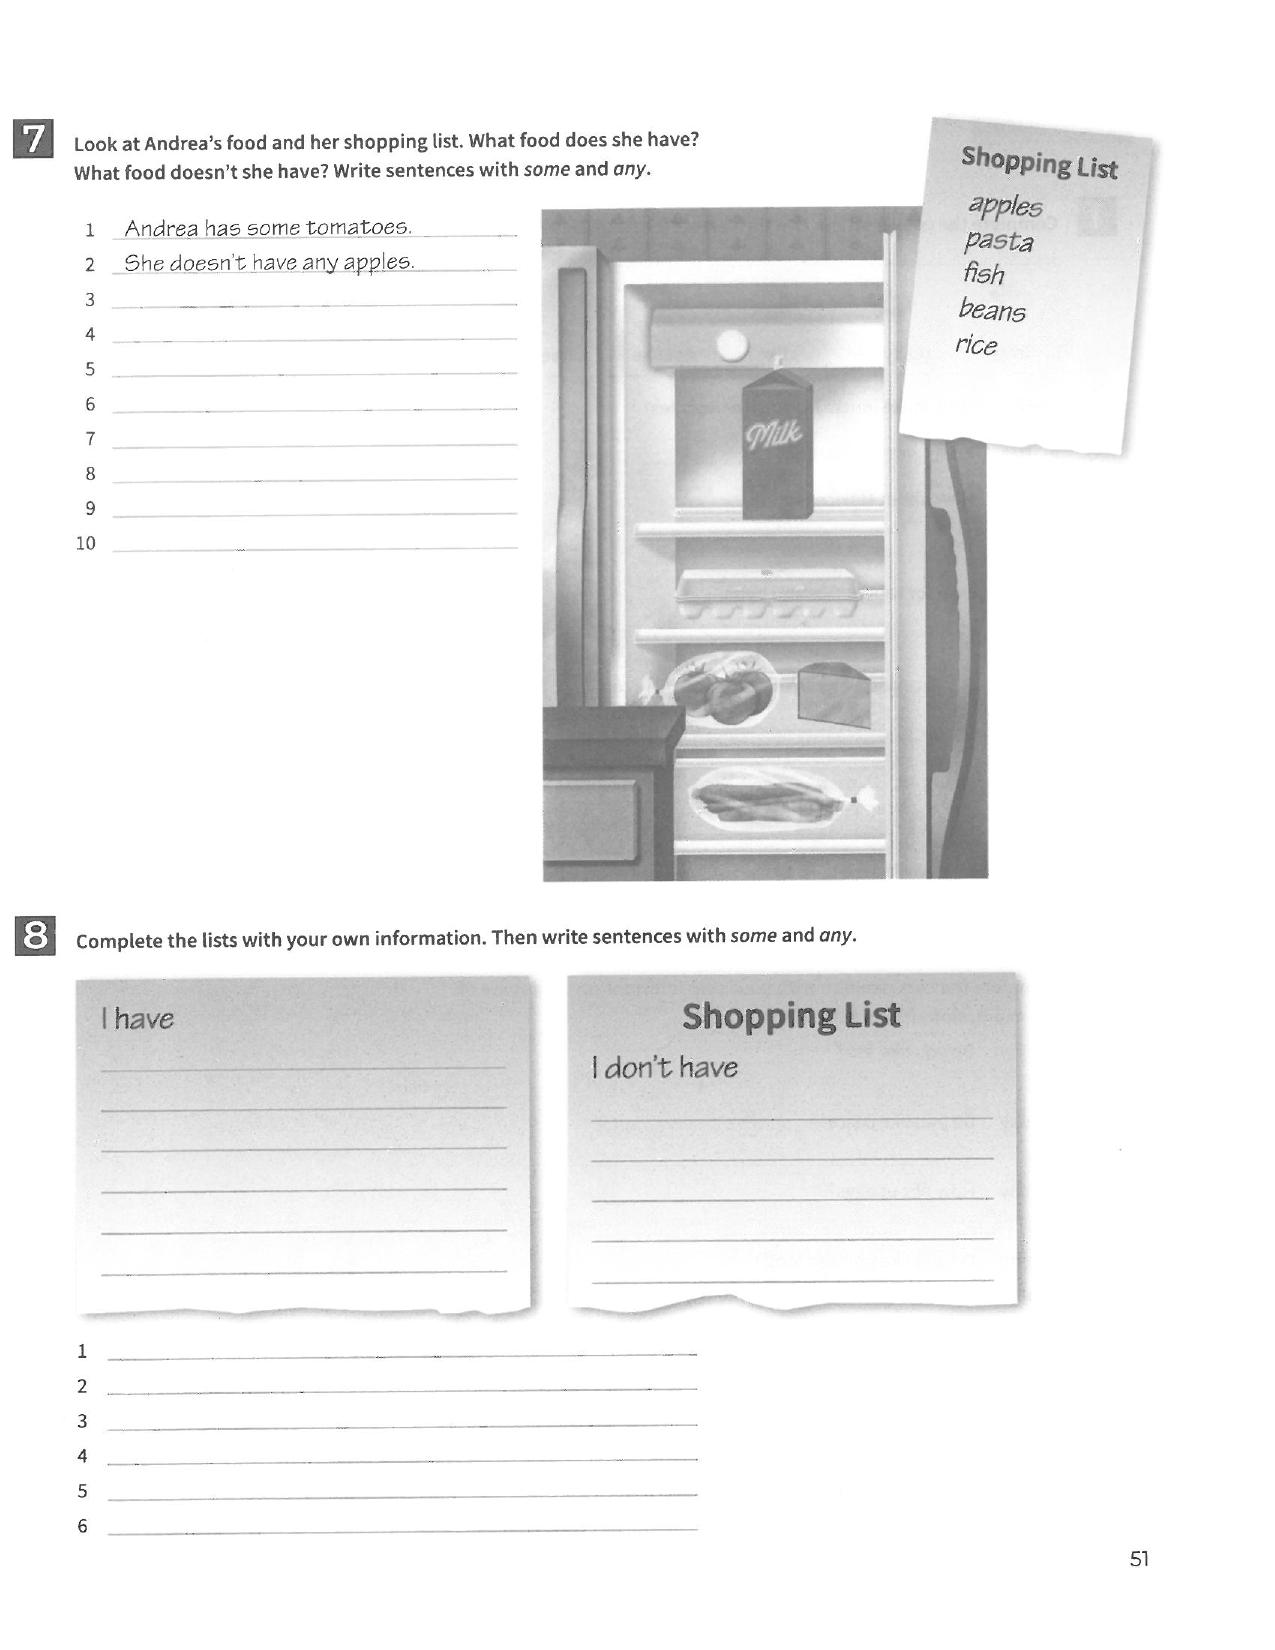 7
Look at Andrea's food and her shopping list. What food does she have?
What food doesn't she have? Write sentences with some and any.
1 Andrea has some tomatoes.
2 She doesn't have any apples.
3
4
5
6
7
8
9
10
Shopping List
apples
pasta
fish
beans
rice
Milk
8
Complete the lists with your own information. Then write sentences with some and any.
I have
Shopping List
I don't have
1
2
3
4
5
6
51